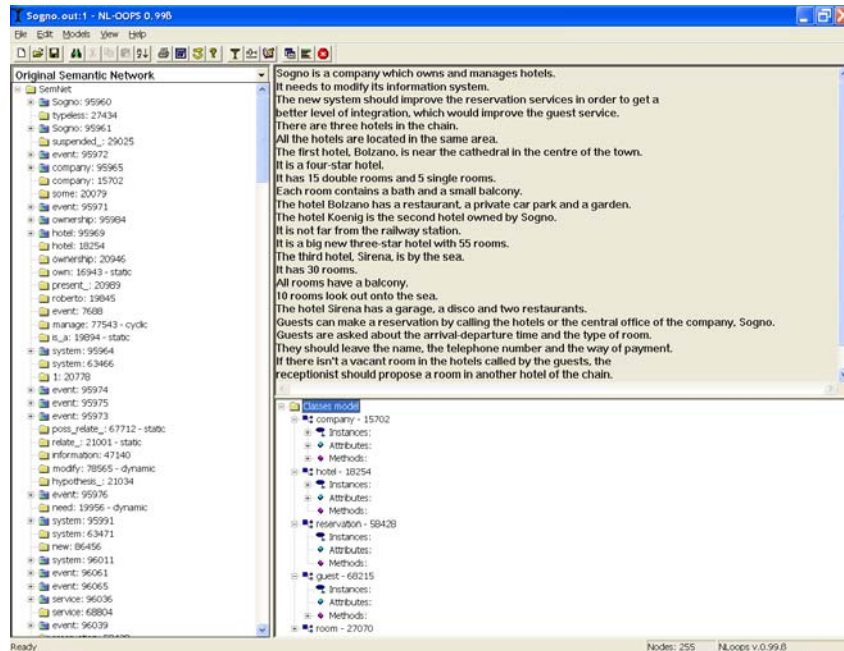 Sogno.out:1 - NL-OOPS 0.99ß
File Edit Models View Help
Original Semantic Network
SemNet
Sogno: 95960
typeless: 27434
Sogno: 95961
suspended_: 29025
event: 95972
company: 95965
company: 15702
some: 20079
event: 95971
ownership: 95984
hotel: 95969
hotel: 18254
ownership: 20946
own: 16943 - static
present_: 20989
roberto: 19845
event: 7688
manage: 77543 - cyclic
is_a: 19894 - static
system: 95964
system: 63466
1: 20778
event: 95974
event: 95975
event: 95973
poss_relate_: 67712 - static
relate_: 21001 - static
information: 47140
modify: 78565 - dynamic
hypothesis_: 21034
event: 95976
need: 19956 - dynamic
system: 95991
system: 63471
new: 86456
system: 96011
event: 96061
event: 96065
service: 96036
service: 68804
event: 96039
Sogno is a company which owns and manages hotels.
It needs to modify its information system.
The new system should improve the reservation services in order to get a
better level of integration, which would improve the guest service.
There are three hotels in the chain.
All the hotels are located in the same area.
The first hotel, Bolzano, is near the cathedral in the centre of the town.
It is a four-star hotel.
It has 15 double rooms and 5 single rooms.
Each room contains a bath and a small balcony.
The hotel Bolzano has a restaurant, a private car park and a garden.
The hotel Koenig is the second hotel owned by Sogno.
It is not far from the railway station.
It is a big new three-star hotel with 55 rooms.
The third hotel, Sirena, is by the sea.
It has 30 rooms.
All rooms have a balcony.
10 rooms look out onto the sea.
The hotel Sirena has a garage, a disco and two restaurants.
Guests can make a reservation by calling the hotels or the central office of the company, Sogno.
Guests are asked about the arrival-departure time and the type of room.
They should leave the name, the telephone number and the way of payment.
If there isn't a vacant room in the hotels called by the guests, the
receptionist should propose a room in another hotel of the chain.
Classes model
company - 15702
Instances:
Attributes:
Methods:
hotel - 18254
Instances:
Attributes:
Methods:
reservation - 58428
Instances:
Attributes:
Methods:
guest - 68215
Instances:
Attributes:
Methods:
room - 27070
Ready
Nodes: 255
NLoops v.0.99.ß